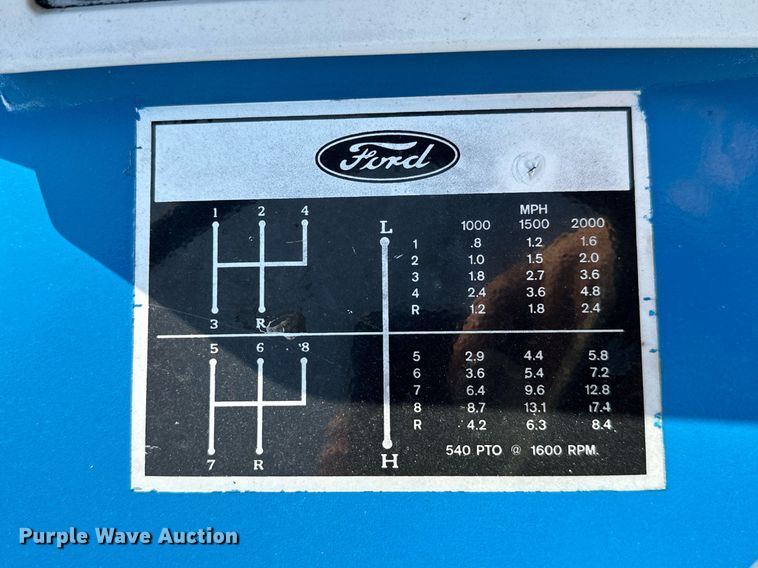 Ford
1 2 4
3 R
5 6 8
7 R
L
H
MPH
1000 1500 2000
1 .8 1.2 1.6
2 1.0 1.5 2.0
3 1.8 2.7 3.6
4 2.4 3.6 4.8
R 1.2 1.8 2.4
5 2.9 4.4 5.8
6 3.6 5.4 7.2
7 6.4 9.6 12.8
8 8.7 13.1 17.4
R 4.2 6.3 8.4
540 PTO @ 1600 RPM.
Purple Wave Auction